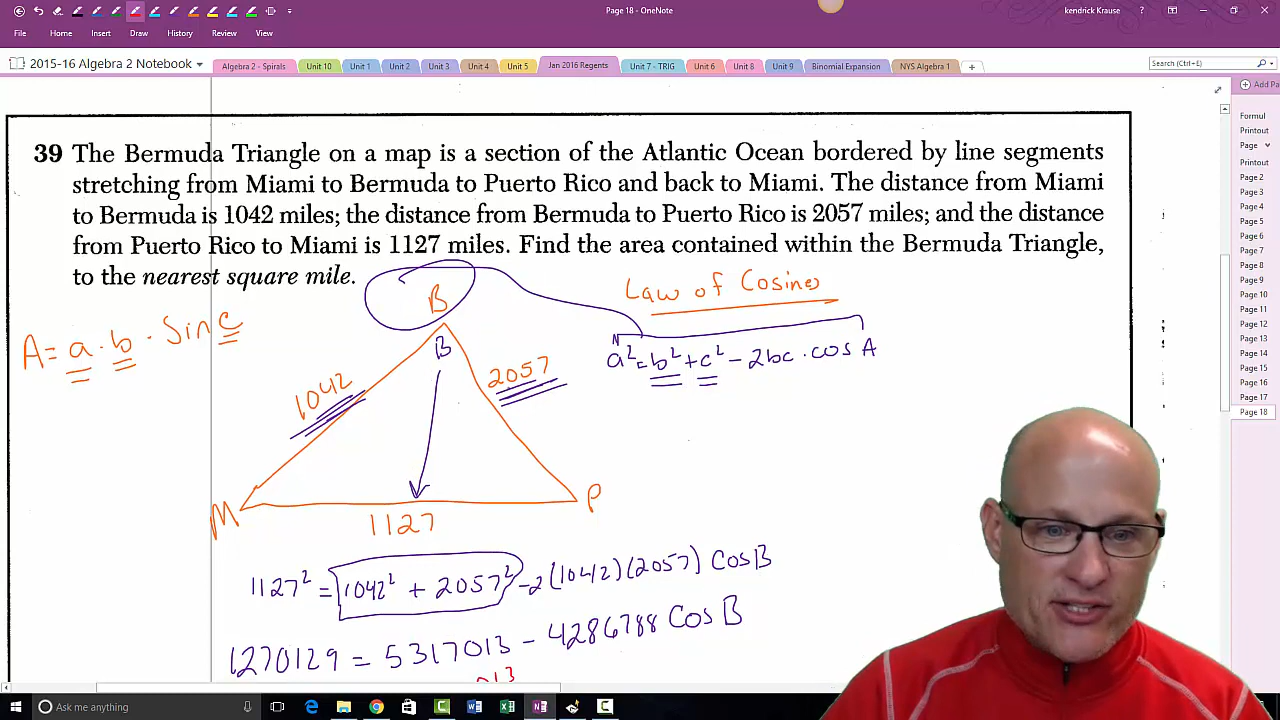 Page 18 - OneNote
kendrick Krause
File Home Insert Draw History Review View
2015-16 Algebra 2 Notebook
Algebra 2 - Spirals Unit 10 Unit 1 Unit 2 Unit 3 Unit 4 Unit 5 Jan 2016 Regents Unit 7 - TRIG Unit 6 Unit 8 Unit 9 Binomial Expansion NYS Algebra 1
Search (Ctrl+E)
Add Pa
Formul
Printout
Page
Printout
Page 2
Page 3
Page 4
Page 5
Page 6
Page 7
Page 8
Page 9
Page 10
Page 11
Page 12
Page 13
Page 14
Page 15
Page 16
Page 17
Page 18
39 The Bermuda Triangle on a map is a section of the Atlantic Ocean bordered by line segments
stretching from Miami to Bermuda to Puerto Rico and back to Miami. The distance from Miami
to Bermuda is 1042 miles; the distance from Bermuda to Puerto Rico is 2057 miles; and the distance
from Puerto Rico to Miami is 1127 miles. Find the area contained within the Bermuda Triangle,
to the nearest square mile.
Law of Cosines
A = a · b · Sin c
a² = b² + c² - 2bc · cos A
B
B
1042
2057
M
P
1127
1127² = 1042² + 2057² -2(1042)(2057) Cos B
1270129 = 5317013 - 4286788 Cos B
013
Ask me anything